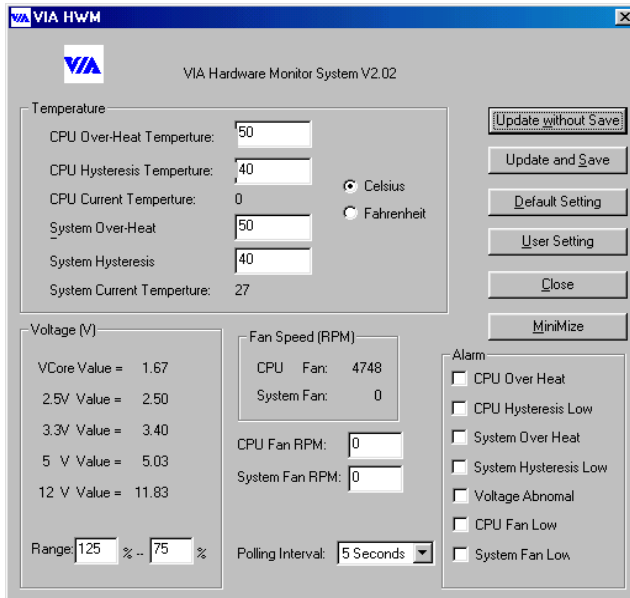 VIA VIA HWM
VIA
VIA Hardware Monitor System V2.02
Temperature
CPU Over-Heat Temperture: 50
CPU Hysteresis Temperture: 40
CPU Current Temperture: 0
System Over-Heat 50
System Hysteresis 40
System Current Temperture: 27
Celsius
Fahrenheit
Update without Save
Update and Save
Default Setting
User Setting
Close
MiniMize
Voltage (V)
VCore Value = 1.67
2.5V Value = 2.50
3.3V Value = 3.40
5 V Value = 5.03
12 V Value = 11.83
Range: 125 % -- 75 %
Fan Speed (RPM)
CPU Fan: 4748
System Fan: 0
CPU Fan RPM: 0
System Fan RPM: 0
Polling Interval: 5 Seconds
Alarm
CPU Over Heat
CPU Hysteresis Low
System Over Heat
System Hysteresis Low
Voltage Abnomal
CPU Fan Low
System Fan Low